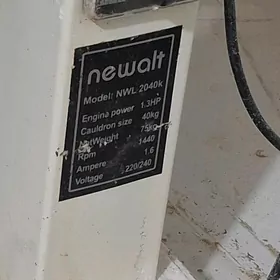 newalt
Model: NWL 2040k
Engina power 1.3HP
Cauldron size 40kg
NetWeight 75kg
Rpm 1440
Ampere 1.6
Voltage 220/240